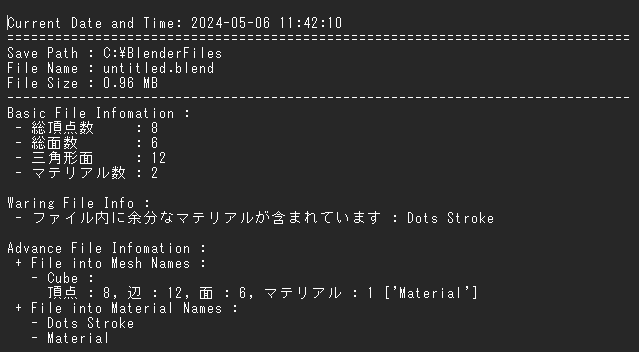 Current Date and Time: 2024-05-06 11:42:10
==============================================================================
Save Path : C:¥BlenderFiles
File Name : untitled.blend
File Size : 0.96 MB
------------------------------------------------------------------------------
Basic File Infomation :
 - 総頂点数     : 8
 - 総面数       : 6
 - 三角形面     : 12
 - マテリアル数 : 2

Waring File Info :
 - ファイル内に余分なマテリアルが含まれています : Dots Stroke

Advance File Infomation :
 + File into Mesh Names :
   - Cube :
     頂点 : 8, 辺 : 12, 面 : 6, マテリアル : 1 ['Material']
 + File into Material Names :
   - Dots Stroke
   - Material